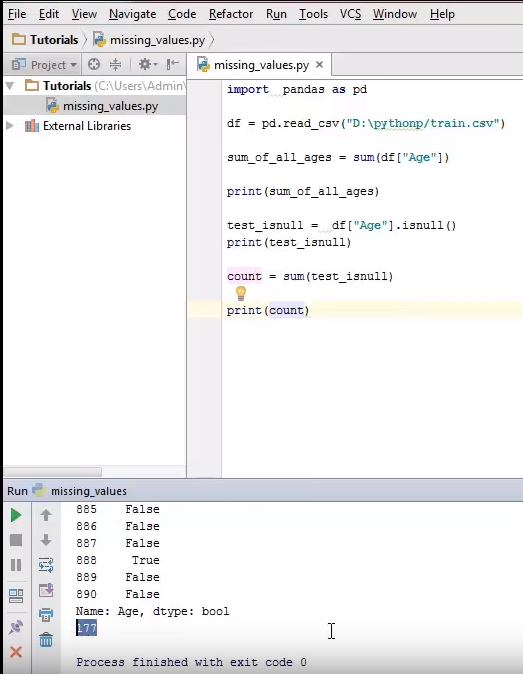 File Edit View Navigate Code Refactor Run Tools VCS Window Help
Tutorials missing_values.py
Project missing_values.py
Tutorials (C:\Users\Admin\
missing_values.py
External Libraries
import pandas as pd
df = pd.read_csv("D:\pythonp/train.csv")
sum_of_all_ages = sum(df["Age"])
print(sum_of_all_ages)
test_isnull = df["Age"].isnull()
print(test_isnull)
count = sum(test_isnull)
print(count)
Run missing_values
885 False
886 False
887 False
888 True
889 False
890 False
Name: Age, dtype: bool
177
Process finished with exit code 0